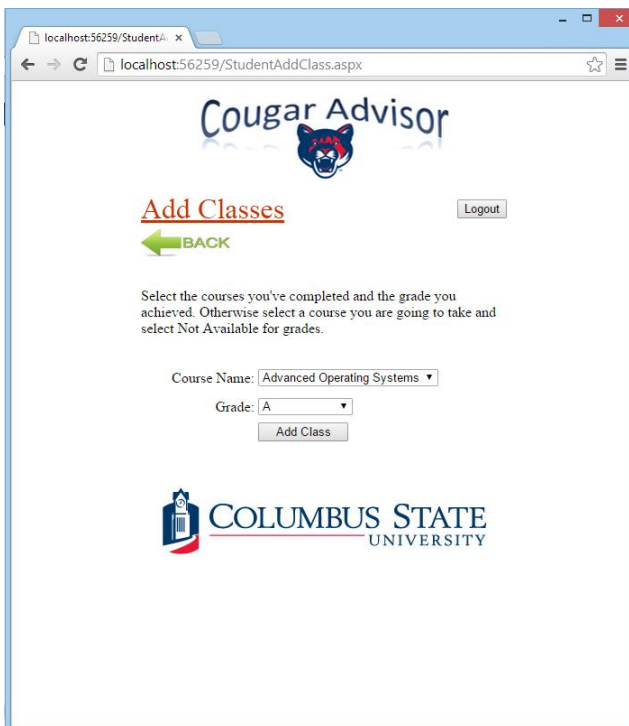 localhost:56259/StudentA
localhost:56259/StudentAddClass.aspx
Cougar Advisor
Add Classes
Logout
BACK
Select the courses you've completed and the grade you
achieved. Otherwise select a course you are going to take and
select Not Available for grades.
Course Name: Advanced Operating Systems
Grade: A
Add Class
COLUMBUS STATE
UNIVERSITY